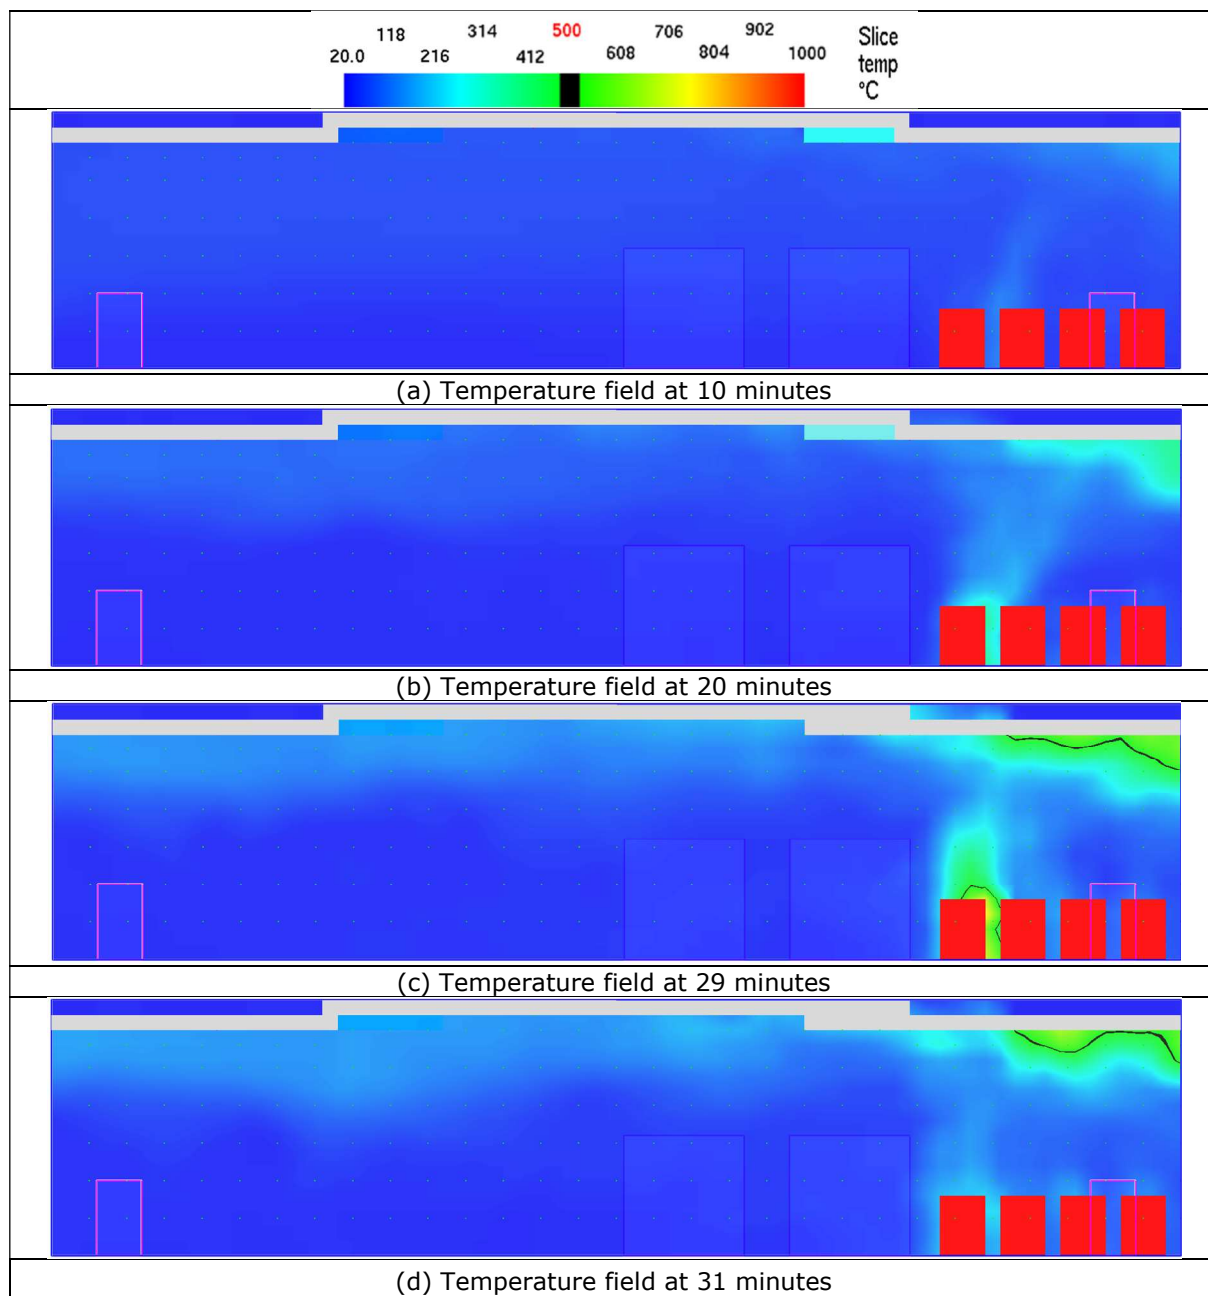 118 314 500 706 902
20.0 216 412 608 804 1000
Slice
temp
°C
(a) Temperature field at 10 minutes
(b) Temperature field at 20 minutes
(c) Temperature field at 29 minutes
(d) Temperature field at 31 minutes